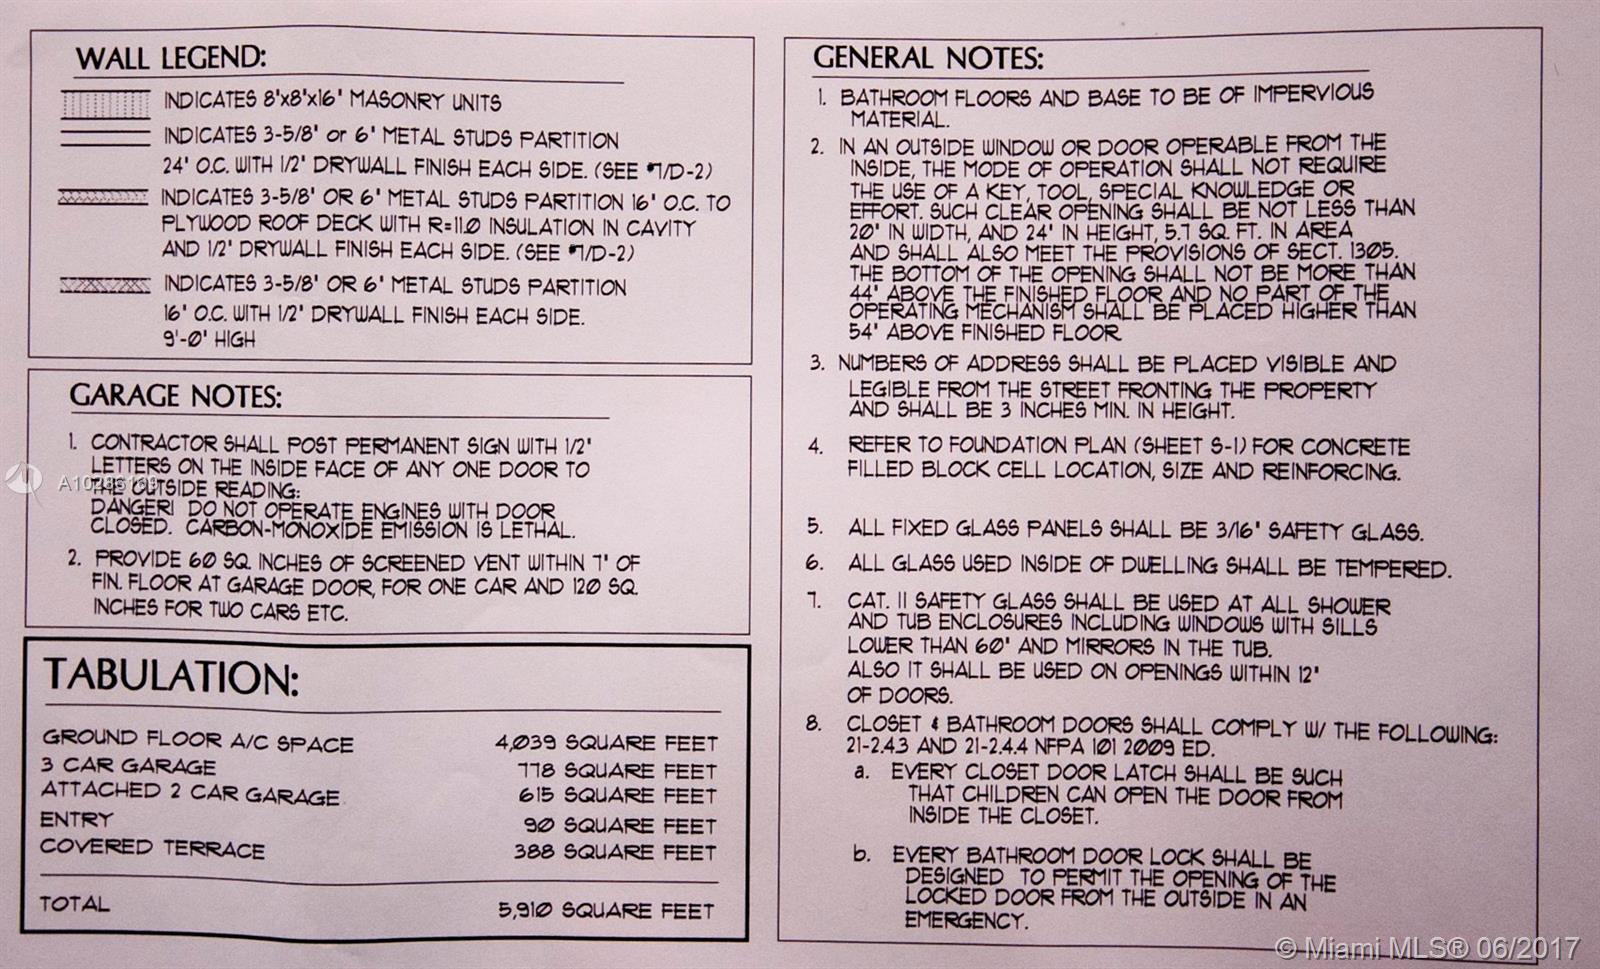 WALL LEGEND:
INDICATES 8'x8'x16' MASONRY UNITS
INDICATES 3-5/8' or 6' METAL STUDS PARTITION
24' O.C. WITH 1/2' DRYWALL FINISH EACH SIDE. (SEE #7/D-2)
INDICATES 3-5/8' OR 6' METAL STUDS PARTITION 16' O.C. TO
PLYWOOD ROOF DECK WITH R=11.0 INSULATION IN CAVITY
AND 1/2' DRYWALL FINISH EACH SIDE. (SEE #7/D-2)
INDICATES 3-5/8' OR 6' METAL STUDS PARTITION
16' O.C. WITH 1/2' DRYWALL FINISH EACH SIDE.
9'-0' HIGH
GARAGE NOTES:
1. CONTRACTOR SHALL POST PERMANENT SIGN WITH 1/2'
LETTERS ON THE INSIDE FACE OF ANY ONE DOOR TO
THE OUTSIDE READING:
DANGER! DO NOT OPERATE ENGINES WITH DOOR
CLOSED. CARBON-MONOXIDE EMISSION IS LETHAL.
2. PROVIDE 60 SQ. INCHES OF SCREENED VENT WITHIN 7' OF
FIN. FLOOR AT GARAGE DOOR, FOR ONE CAR AND 120 SQ.
INCHES FOR TWO CARS ETC.
TABULATION:
GROUND FLOOR A/C SPACE 4,039 SQUARE FEET
3 CAR GARAGE 778 SQUARE FEET
ATTACHED 2 CAR GARAGE 615 SQUARE FEET
ENTRY 90 SQUARE FEET
COVERED TERRACE 388 SQUARE FEET
TOTAL 5,910 SQUARE FEET
GENERAL NOTES:
1. BATHROOM FLOORS AND BASE TO BE OF IMPERVIOUS
MATERIAL.
2. IN AN OUTSIDE WINDOW OR DOOR OPERABLE FROM THE
INSIDE, THE MODE OF OPERATION SHALL NOT REQUIRE
THE USE OF A KEY, TOOL, SPECIAL KNOWLEDGE OR
EFFORT. SUCH CLEAR OPENING SHALL BE NOT LESS THAN
20' IN WIDTH, AND 24' IN HEIGHT, 5.7 SQ. FT. IN AREA
AND SHALL ALSO MEET THE PROVISIONS OF SECT. 1305.
THE BOTTOM OF THE OPENING SHALL NOT BE MORE THAN
44' ABOVE THE FINISHED FLOOR AND NO PART OF THE
OPERATING MECHANISM SHALL BE PLACED HIGHER THAN
54' ABOVE FINISHED FLOOR
3. NUMBERS OF ADDRESS SHALL BE PLACED VISIBLE AND
LEGIBLE FROM THE STREET FRONTING THE PROPERTY
AND SHALL BE 3 INCHES MIN. IN HEIGHT.
4. REFER TO FOUNDATION PLAN (SHEET S-1) FOR CONCRETE
FILLED BLOCK CELL LOCATION, SIZE AND REINFORCING.
5. ALL FIXED GLASS PANELS SHALL BE 3/16' SAFETY GLASS.
6. ALL GLASS USED INSIDE OF DWELLING SHALL BE TEMPERED.
7. CAT. II SAFETY GLASS SHALL BE USED AT ALL SHOWER
AND TUB ENCLOSURES INCLUDING WINDOWS WITH SILLS
LOWER THAN 60' AND MIRRORS IN THE TUB.
ALSO IT SHALL BE USED ON OPENINGS WITHIN 12'
OF DOORS.
8. CLOSET & BATHROOM DOORS SHALL COMPLY W/ THE FOLLOWING:
21-2.4.3 AND 21-2.4.4 NFPA 101 2009 ED.
a. EVERY CLOSET DOOR LATCH SHALL BE SUCH
THAT CHILDREN CAN OPEN THE DOOR FROM
INSIDE THE CLOSET.
b. EVERY BATHROOM DOOR LOCK SHALL BE
DESIGNED TO PERMIT THE OPENING OF THE
LOCKED DOOR FROM THE OUTSIDE IN AN
EMERGENCY.
© Miami MLS® 06/2017